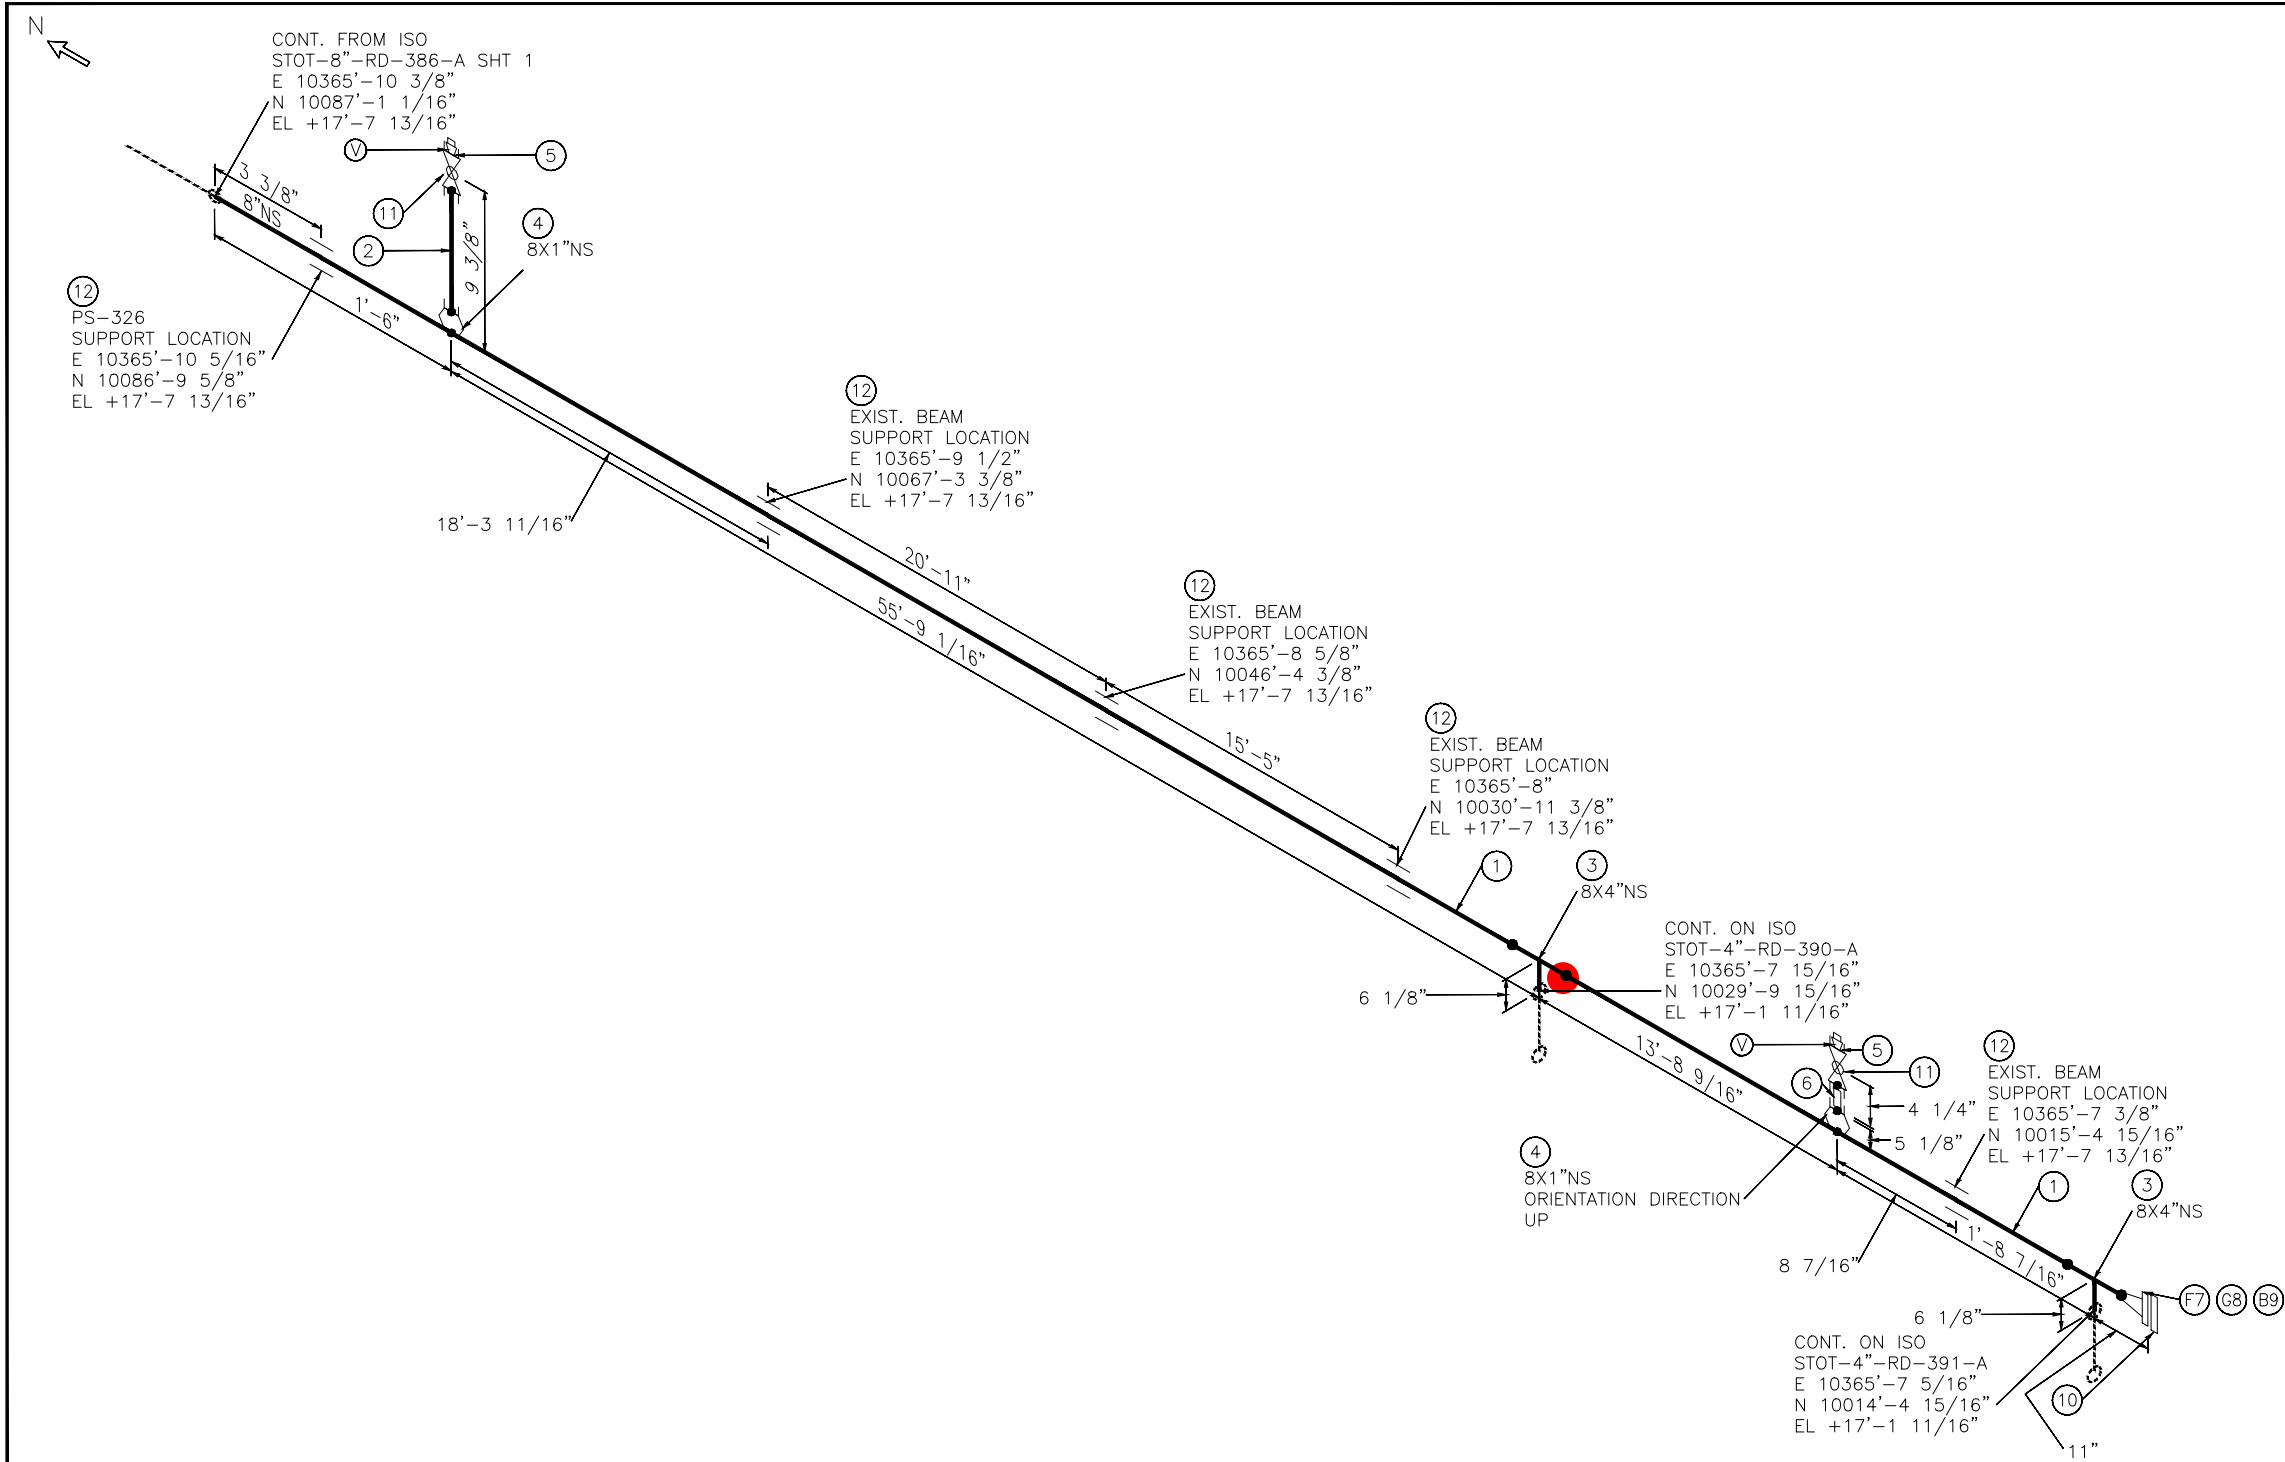 N
CONT. FROM ISO
STOT-8"-RD-386-A SHT 1
E 10365'-10 3/8"
N 10087'-1 1/16"
EL +17'-7 13/16"
V
5
3 3/8"
8"NS
11
4
8X1"NS
2
9 3/8"
12
PS-326
SUPPORT LOCATION
E 10365'-10 5/16"
N 10086'-9 5/8"
EL +17'-7 13/16"
1'-6"
12
EXIST. BEAM
SUPPORT LOCATION
E 10365'-9 1/2"
N 10067'-3 3/8"
EL +17'-7 13/16"
18'-3 11/16"
20'-11"
55'-9 1/16"
12
EXIST. BEAM
SUPPORT LOCATION
E 10365'-8 5/8"
N 10046'-4 3/8"
EL +17'-7 13/16"
15'-5"
12
EXIST. BEAM
SUPPORT LOCATION
E 10365'-8"
N 10030'-11 3/8"
EL +17'-7 13/16"
1
3
8X4"NS
CONT. ON ISO
STOT-4"-RD-390-A
E 10365'-7 15/16"
N 10029'-9 15/16"
EL +17'-1 11/16"
6 1/8"
13'-8 9/16"
V
5
11
6
4 1/4"
5 1/8"
12
EXIST. BEAM
SUPPORT LOCATION
E 10365'-7 3/8"
N 10015'-4 15/16"
EL +17'-7 13/16"
4
8X1"NS
ORIENTATION DIRECTION
UP
1
3
8X4"NS
8 7/16"
1'-8 7/16"
F7 G8 B9
6 1/8"
CONT. ON ISO
STOT-4"-RD-391-A
E 10365'-7 5/16"
N 10014'-4 15/16"
EL +17'-1 11/16"
10
11"